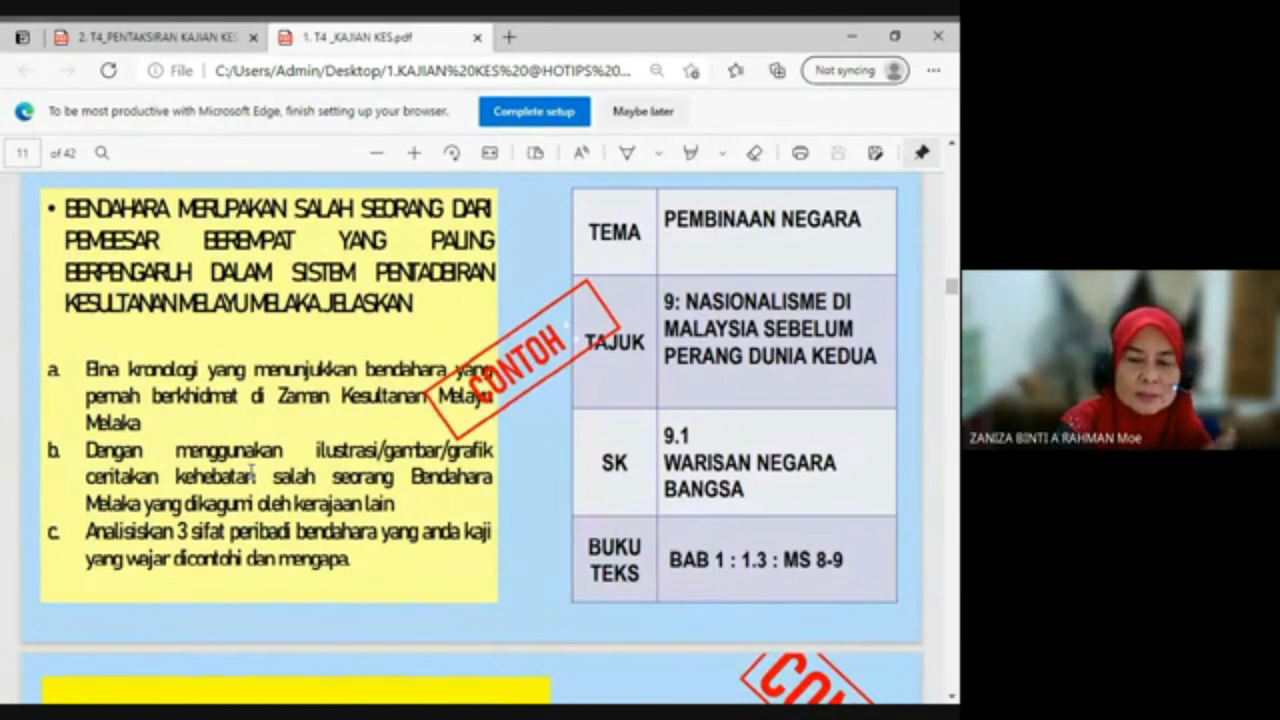 2. T4_PENTAKSIRAN KAJIAN KES
1. T4 _KAJIAN KES.pdf
Not syncing
File
C:/Users/Admin/Desktop/1.KAJIAN%20KES%20@HOTIPS%20...
To be most productive with Microsoft Edge, finish setting up your browser.
Complete setup
Maybe later
11 of 42
• BENDAHARA MERUPAKAN SALAH SEORANG DARI
PEMBESAR BEREMPAT YANG PALING
BERPENGARUH DALAM SISTEM PENTADBIRAN
KESULTANAN MELAYU MELAKA.JELASKAN
a. Bina kronologi yang menunjukkan bendahara yang
pernah berkhidmat di Zaman Kesultanan Melayu
Melaka
b. Dengan menggunakan ilustrasi/gambar/grafik
ceritakan kehebatan salah seorang Bendahara
Melaka yang dikagumi oleh kerajaan lain
c. Analisiskan 3 sifat peribadi bendahara yang anda kaji
yang wajar dicontohi dan mengapa.
CONTOH
TEMA
PEMBINAAN NEGARA
TAJUK
9: NASIONALISME DI
MALAYSIA SEBELUM
PERANG DUNIA KEDUA
SK
9.1
WARISAN NEGARA
BANGSA
BUKU
TEKS
BAB 1 : 1.3 : MS 8-9
ZANIZA BINTI A RAHMAN Moe